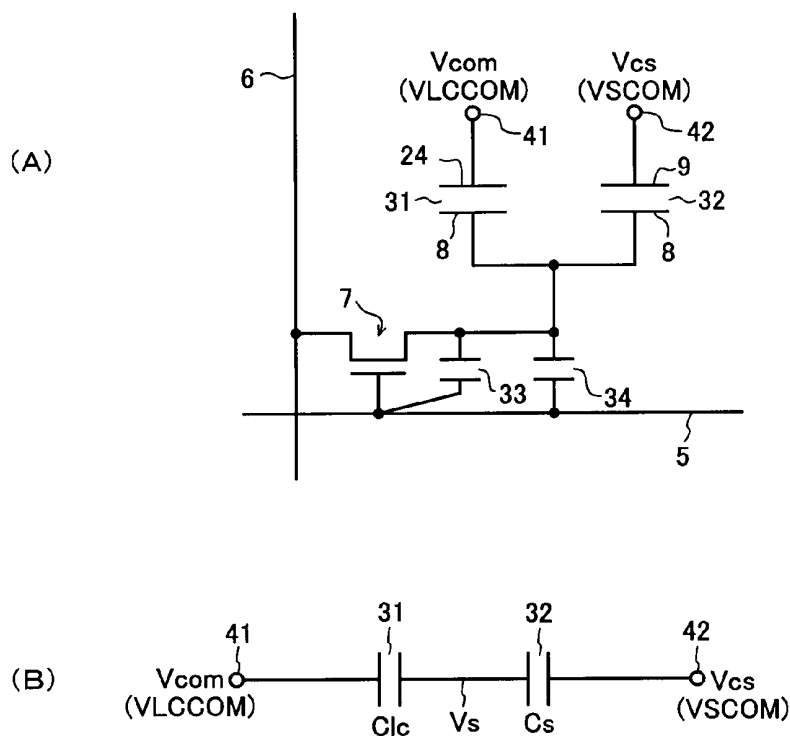 (A)
6
Vcom
(VLCCOM)
Vcs
(VSCOM)
41
42
24
9
31
32
8
8
7
33
34
5
(B)
41
31
32
42
Vcom
(VLCCOM)
Clc
Vs
Cs
Vcs
(VSCOM)